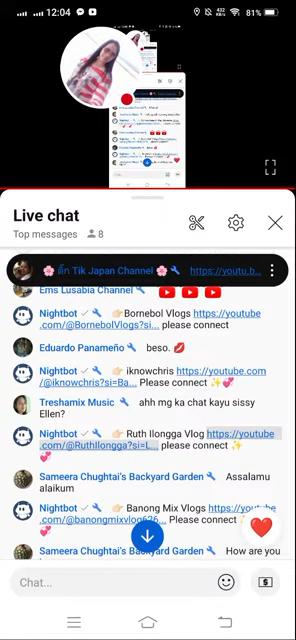 12:04
432
K/S
81%
Live chat
Top messages 8
🌸 ติ๊ก Tik Japan Channel 🌸 https://youtu.b...
Ems Lusabia Channel
Nightbot 👉🏻Bornebol Vlogs https://youtube
.com/@BornebolVlogs?si... please connect
Eduardo Panameño beso. 💋
Nightbot 👉🏻 iknowchris https://youtube.com
/@iknowchris?si=Ba... Please connect ✨💞
Treshamix Music ahh mg ka chat kayu sissy
Ellen?
Nightbot 👉🏻 Ruth Ilongga Vlog https://youtube
.com/@RuthIlongga?si=L... please connect ✨
💞
Sameera Chughtai's Backyard Garden Assalamu
alaikum
Nightbot 👉🏻 Banong Mix Vlogs https://youtube
.com/@banongmixvlog626... please connect
💞
Sameera Chughtai's Backyard Garden How are you
Chat...